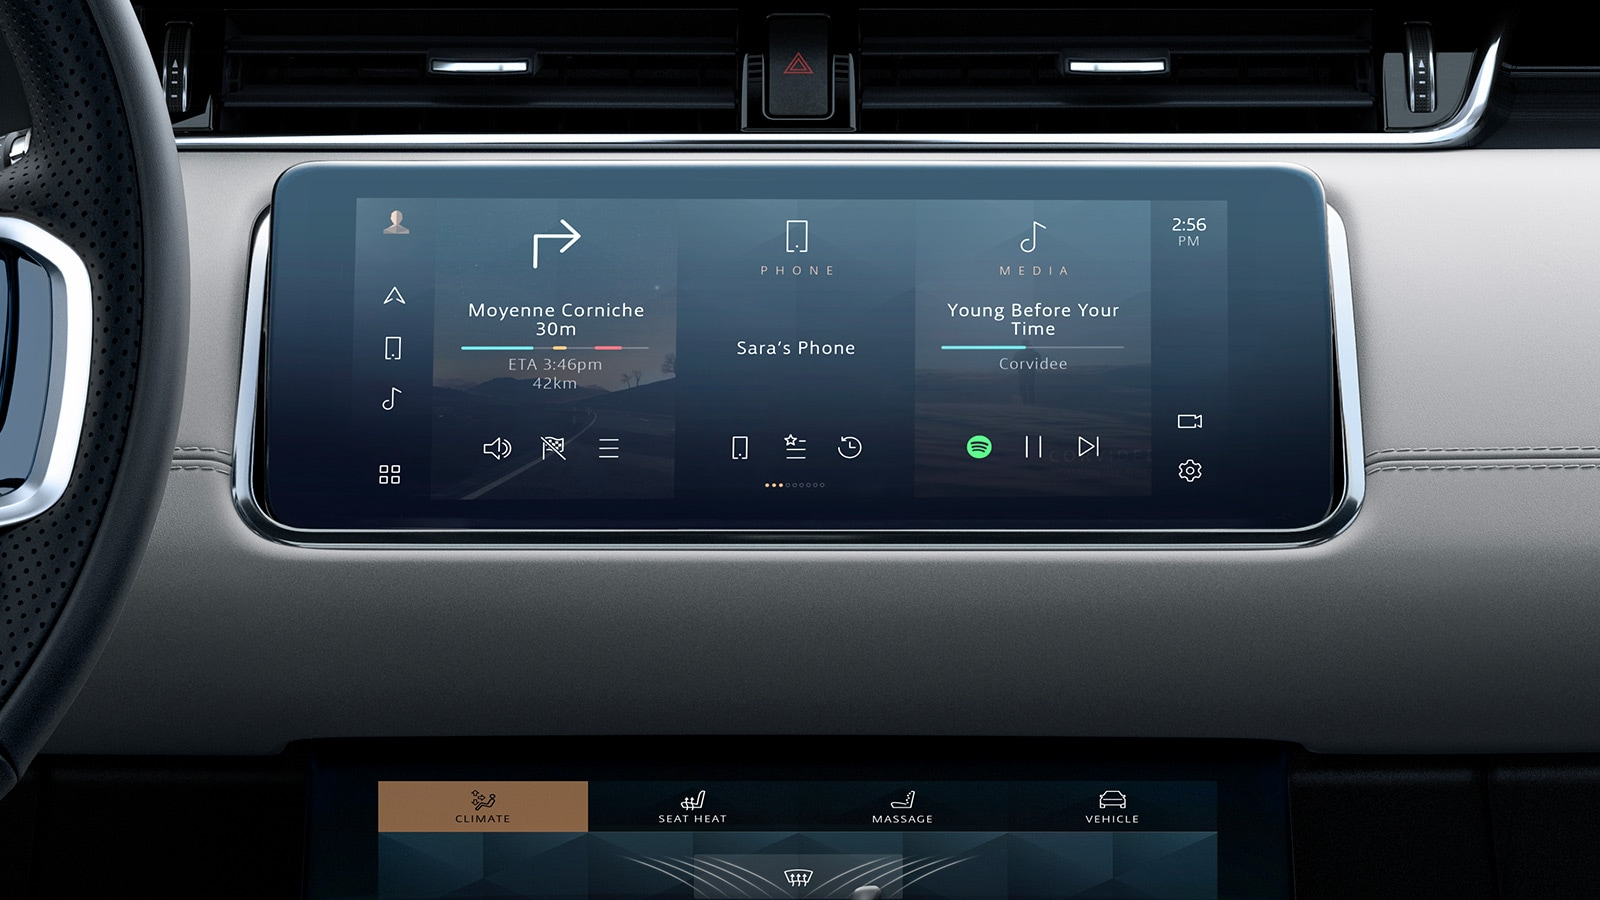 2:56
PM
PHONE
MEDIA
Moyenne Corniche
30m
ETA 3:46pm
42km
Sara's Phone
Young Before Your
Time
Corvidee
CORVIDEE
CLIMATE
SEAT HEAT
MASSAGE
VEHICLE